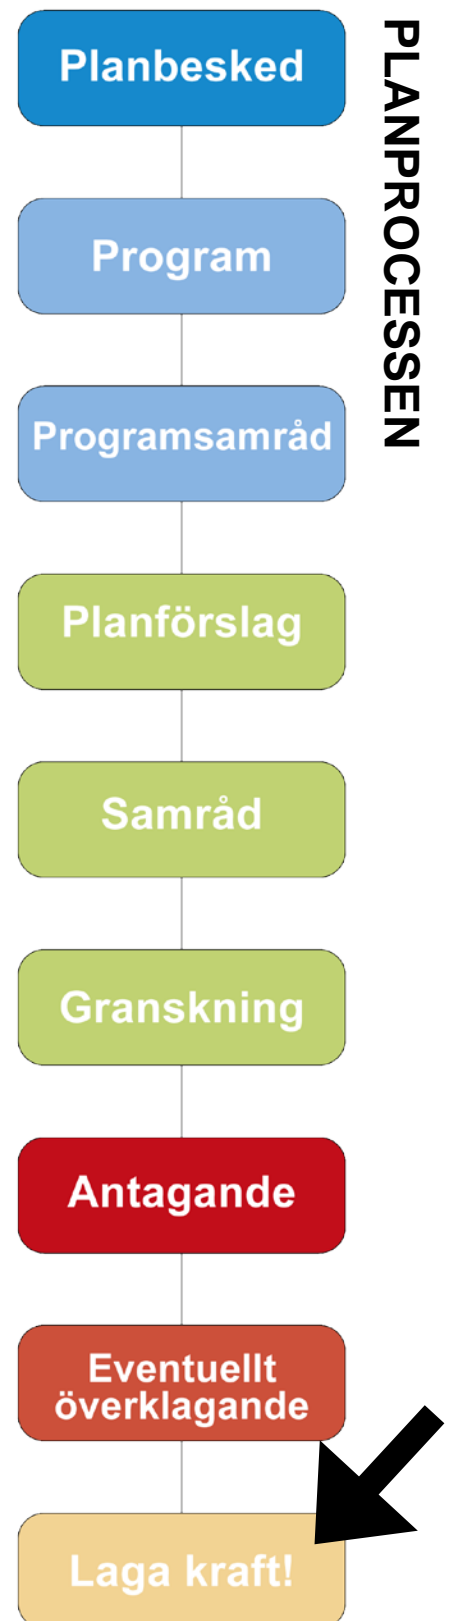 PLANPROCESSEN
Planbesked
Program
Programsamråd
Planförslag
Samråd
Granskning
Antagande
Eventuellt
överklagande
Laga kraft!